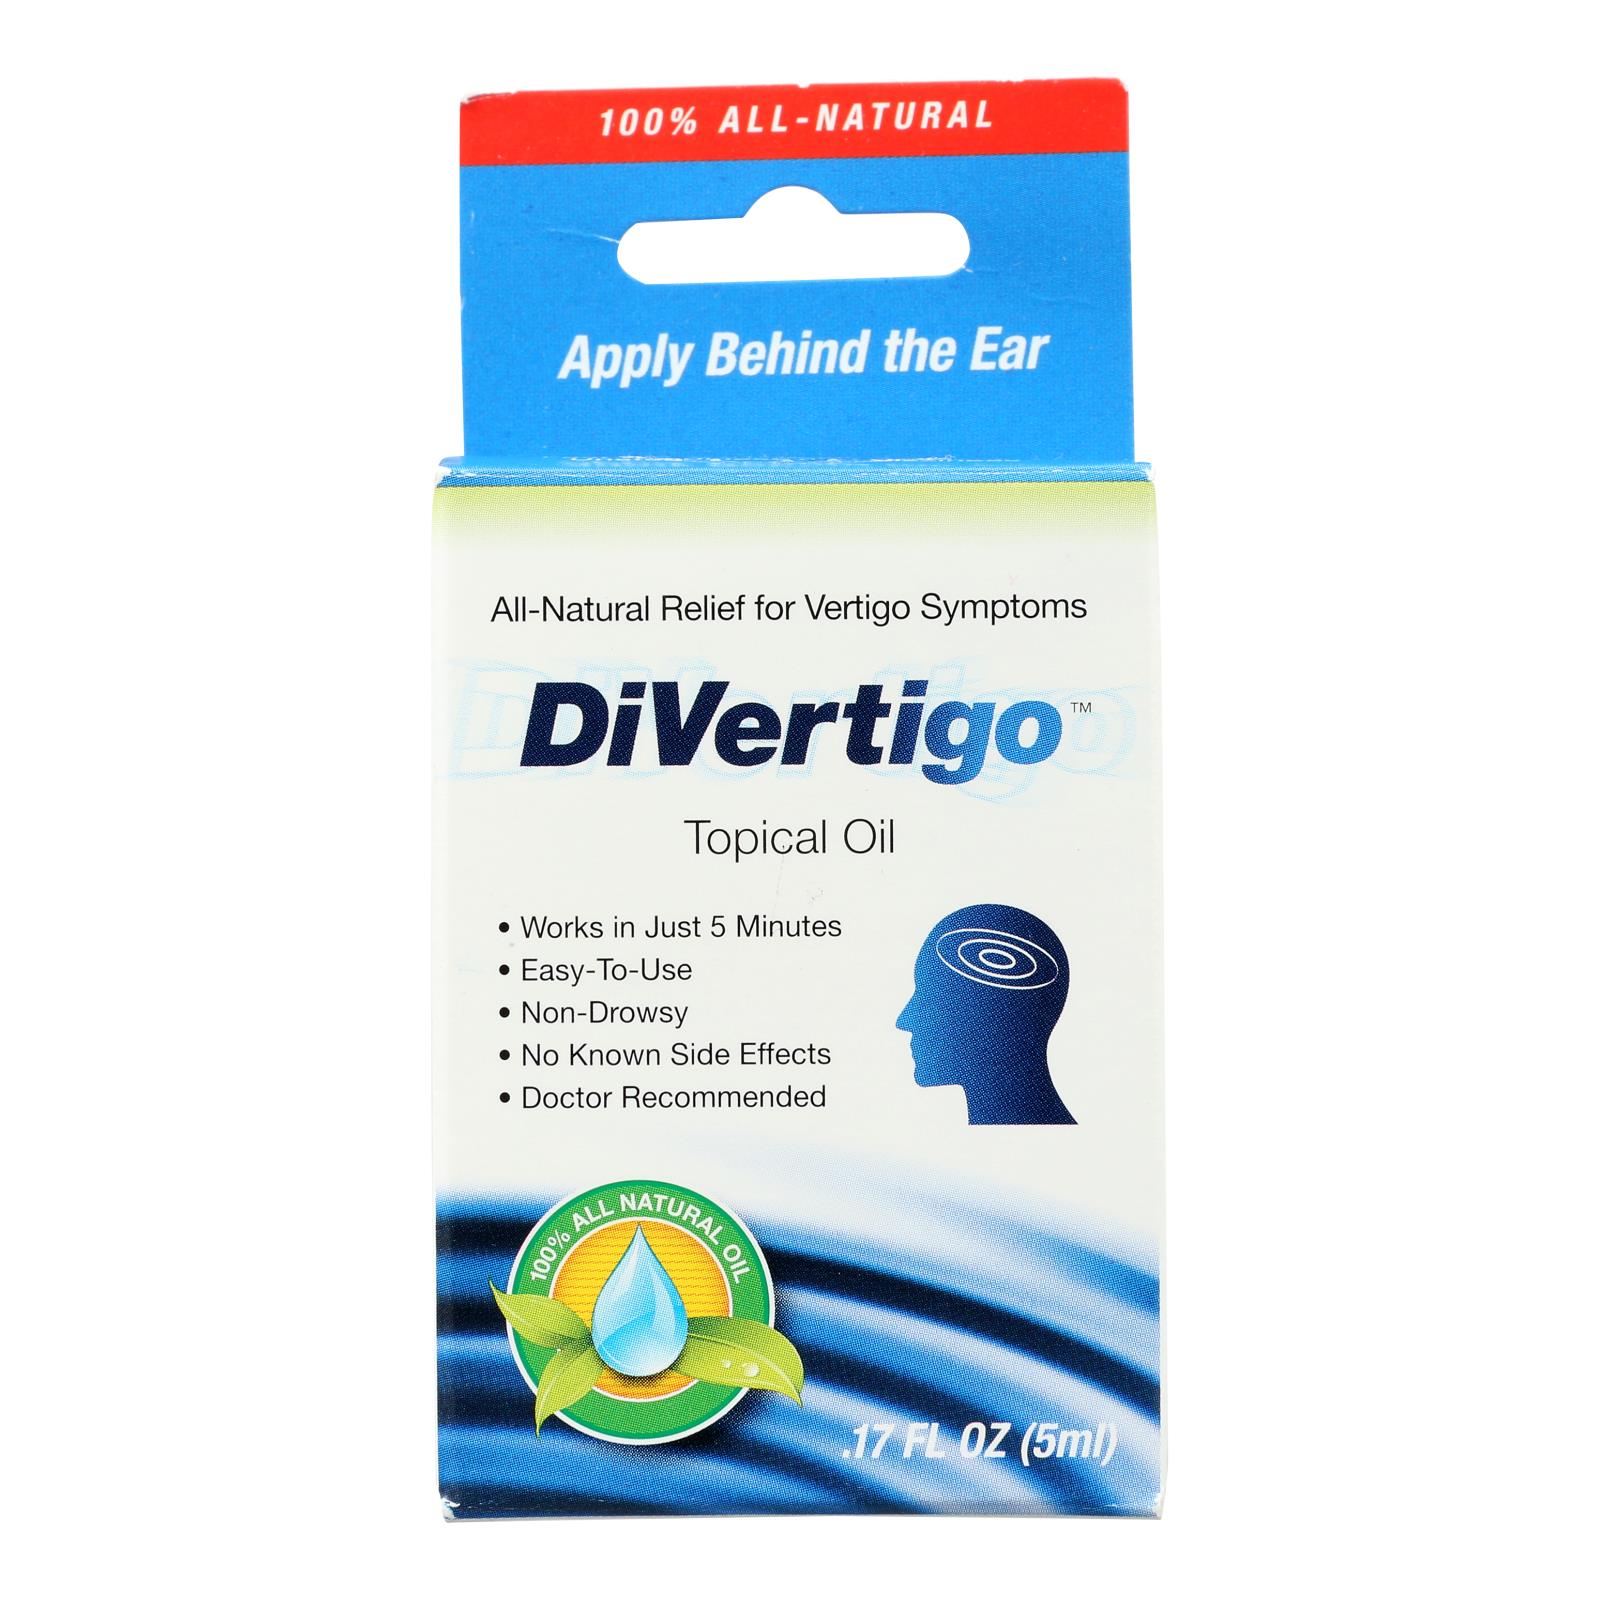 100% ALL-NATURAL
Apply Behind the Ear
All-Natural Relief for Vertigo Symptoms
DiVertigo™
Topical Oil
• Works in Just 5 Minutes
• Easy-To-Use
• Non-Drowsy
• No Known Side Effects
• Doctor Recommended
100% ALL NATURAL OIL
.17 FL OZ (5ml)